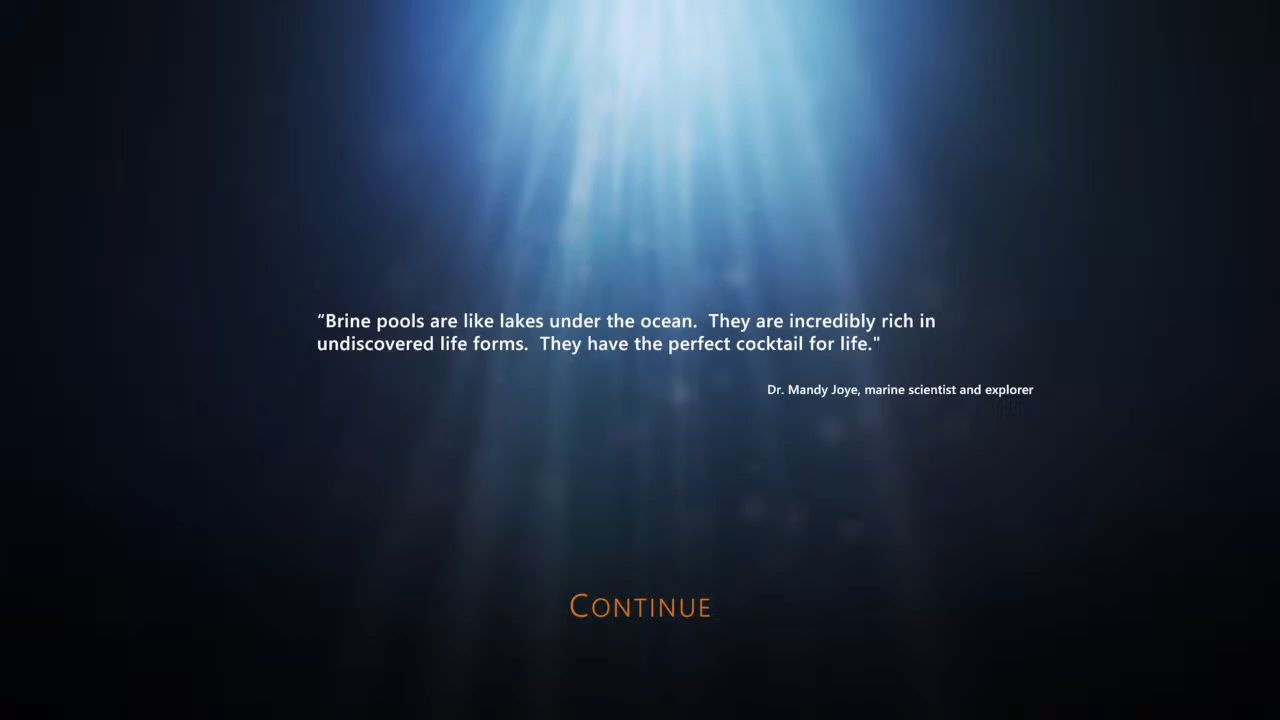 “Brine pools are like lakes under the ocean.  They are incredibly rich in
undiscovered life forms.  They have the perfect cocktail for life."
Dr. Mandy Joye, marine scientist and explorer
CONTINUE